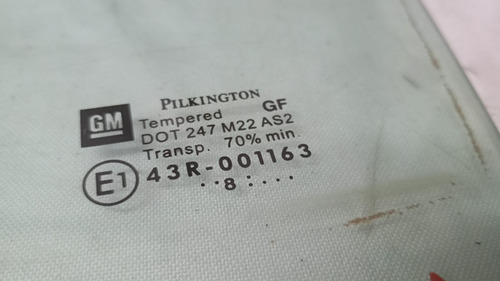 PILKINGTON
GM Tempered GF
DOT 247 M22 AS2
Transp. 70% min.
E1 43R-001163
..8:....